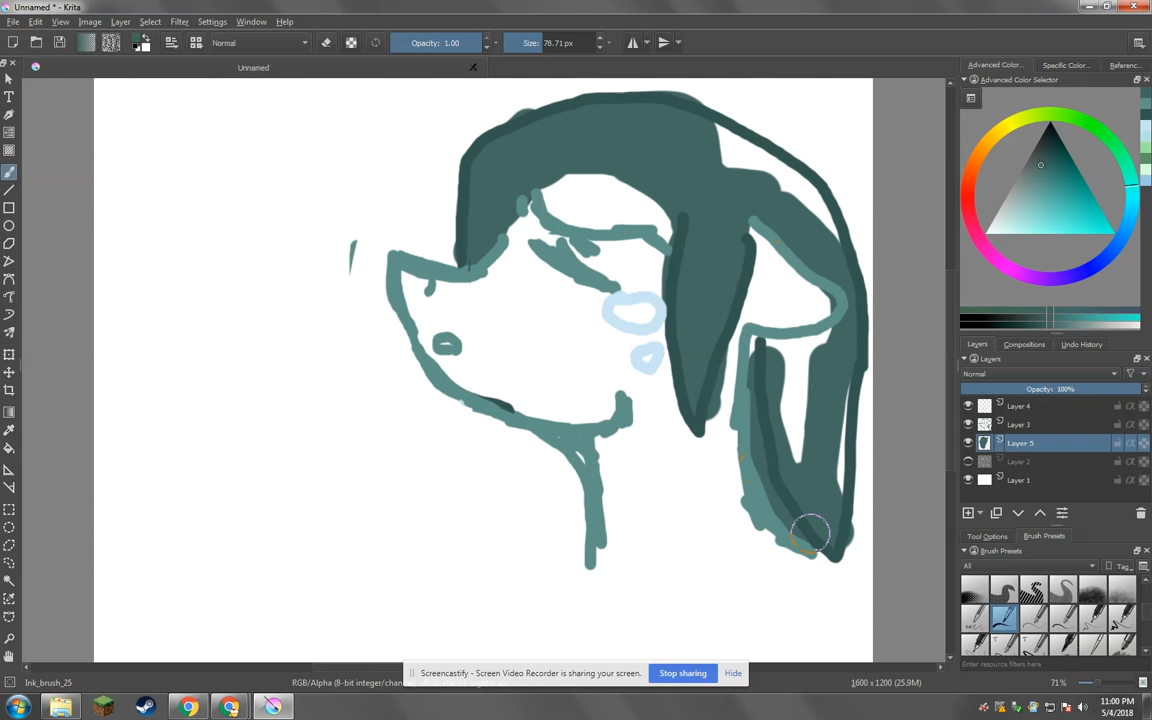 Unnamed * - Krita
File Edit View Image Layer Select Filter Settings Window Help
Normal
Opacity: 1.00
Size: 78.71 px
Unnamed
Advanced Color...
Specific Color...
Referenc...
Advanced Color Selector
Layers
Compositions
Undo History
Layers
Normal
Opacity: 100%
Layer 4
Layer 3
Layer 5
Layer 2
Layer 1
Tool Options
Brush Presets
Brush Presets
All
Tag
Enter resource filters here
Screencastify - Screen Video Recorder is sharing your screen.
Stop sharing
Hide
Ink_brush_25
RGB/Alpha (8-bit integer/channel)
1600 x 1200 (25.9M)
71%
11:00 PM
5/4/2018